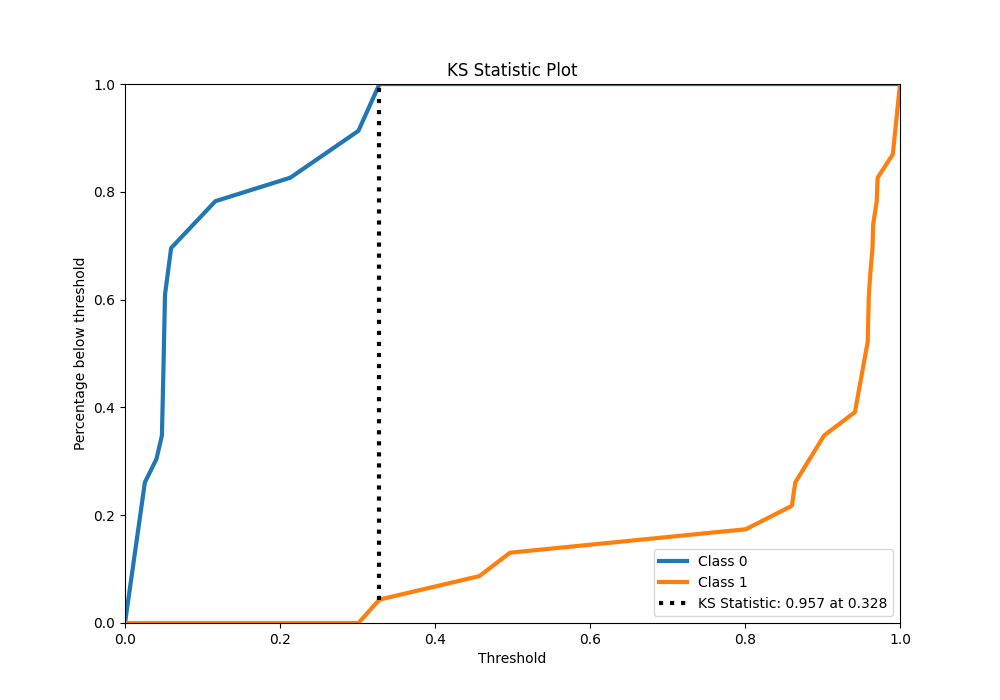 KS Statistic Plot
1.0
0.8
0.6
0.4
0.2
0.0
Percentage below threshold
0.0 0.2 0.4 0.6 0.8 1.0
Threshold
Class 0
Class 1
KS Statistic: 0.957 at 0.328